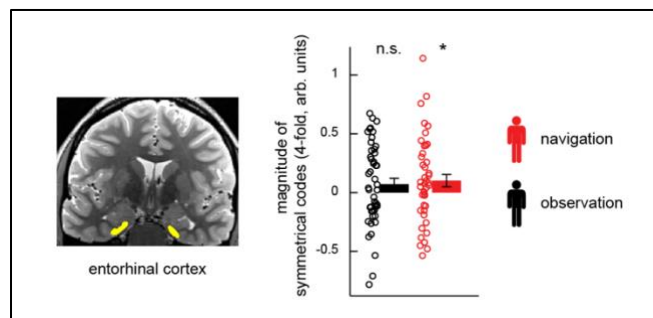 entorhinal cortex
magnitude of
symmetrical codes (4-fold, arb. units)
1
0.5
0
-0.5
n.s.
*
navigation
observation